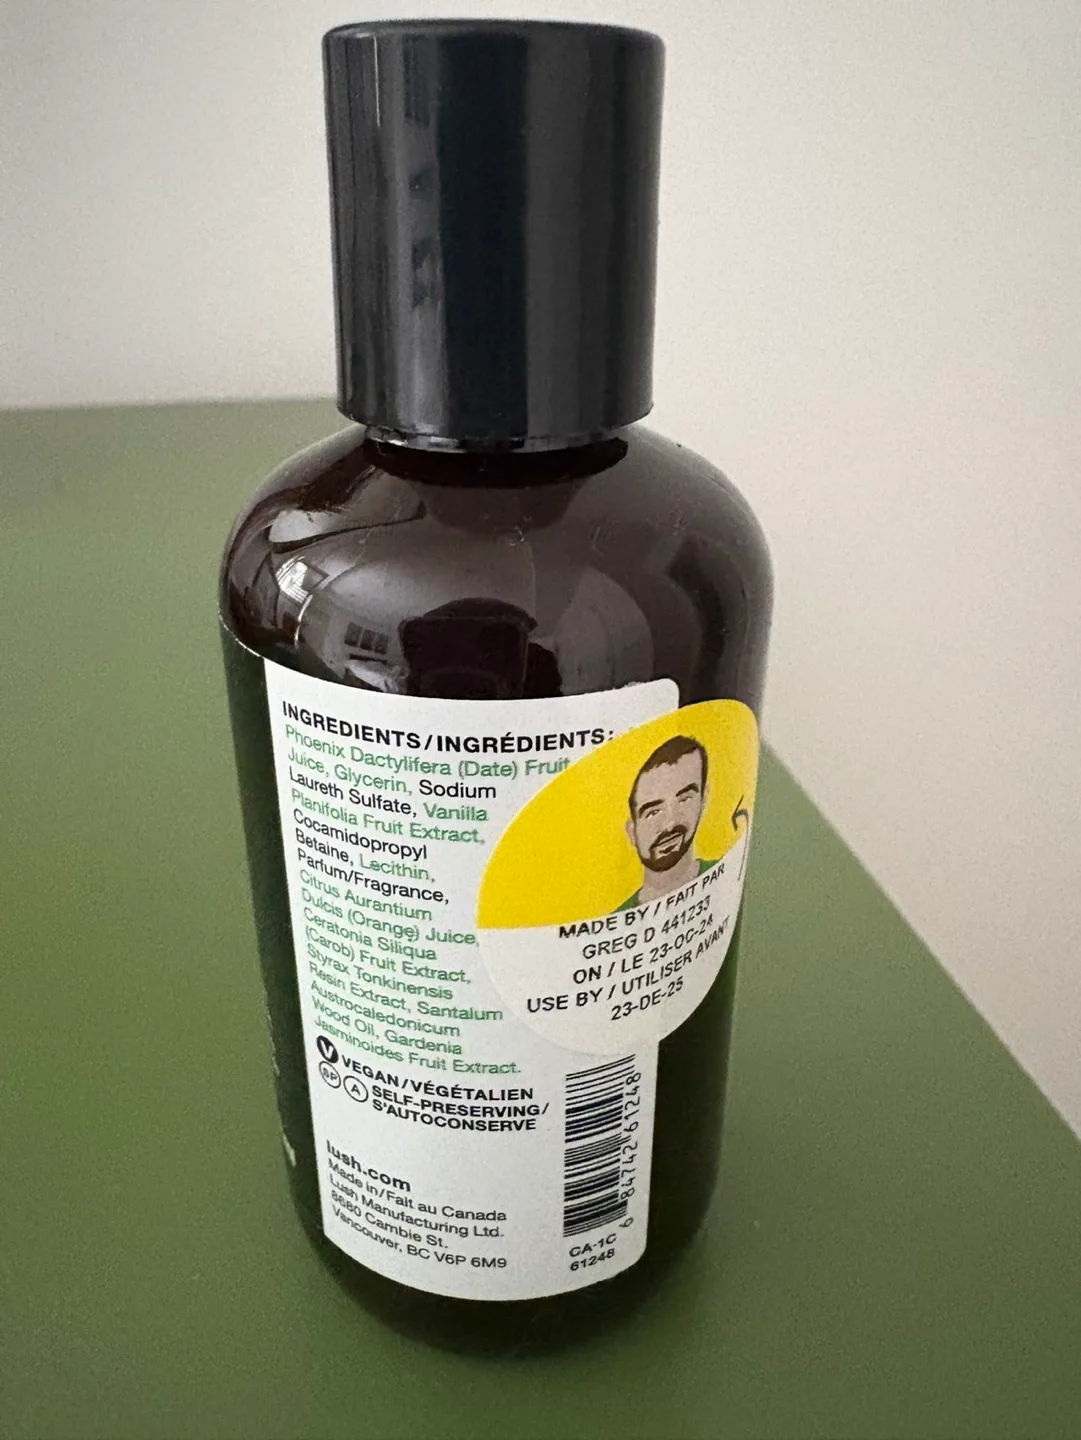 INGREDIENTS/INGRÉDIENTS:
Phoenix Dactylifera (Date) Fruit
Juice, Glycerin, Sodium
Laureth Sulfate, Vanilla
Planifolia Fruit Extract,
Cocamidopropyl
Betaine, Lecithin,
Parfum/Fragrance,
Citrus Aurantium
Dulcis (Orange) Juice,
Ceratonia Siliqua
(Carob) Fruit Extract,
Styrax Tonkinensis
Resin Extract, Santalum
Austrocaledonicum
Wood Oil, Gardenia
Jasminoides Fruit Extract.
V VEGAN/VÉGÉTALIEN
SP A SELF-PRESERVING/
S'AUTOCONSERVE
lush.com
Made in/Fait au Canada
Lush Manufacturing Ltd.
8680 Cambie St.
Vancouver, BC V6P 6M9
MADE BY / FAIT PAR
GREG D 441233
ON / LE 23-OC-24
USE BY / UTILISER AVANT
23-DE-25
6 84742 61248
CA-1C
61248